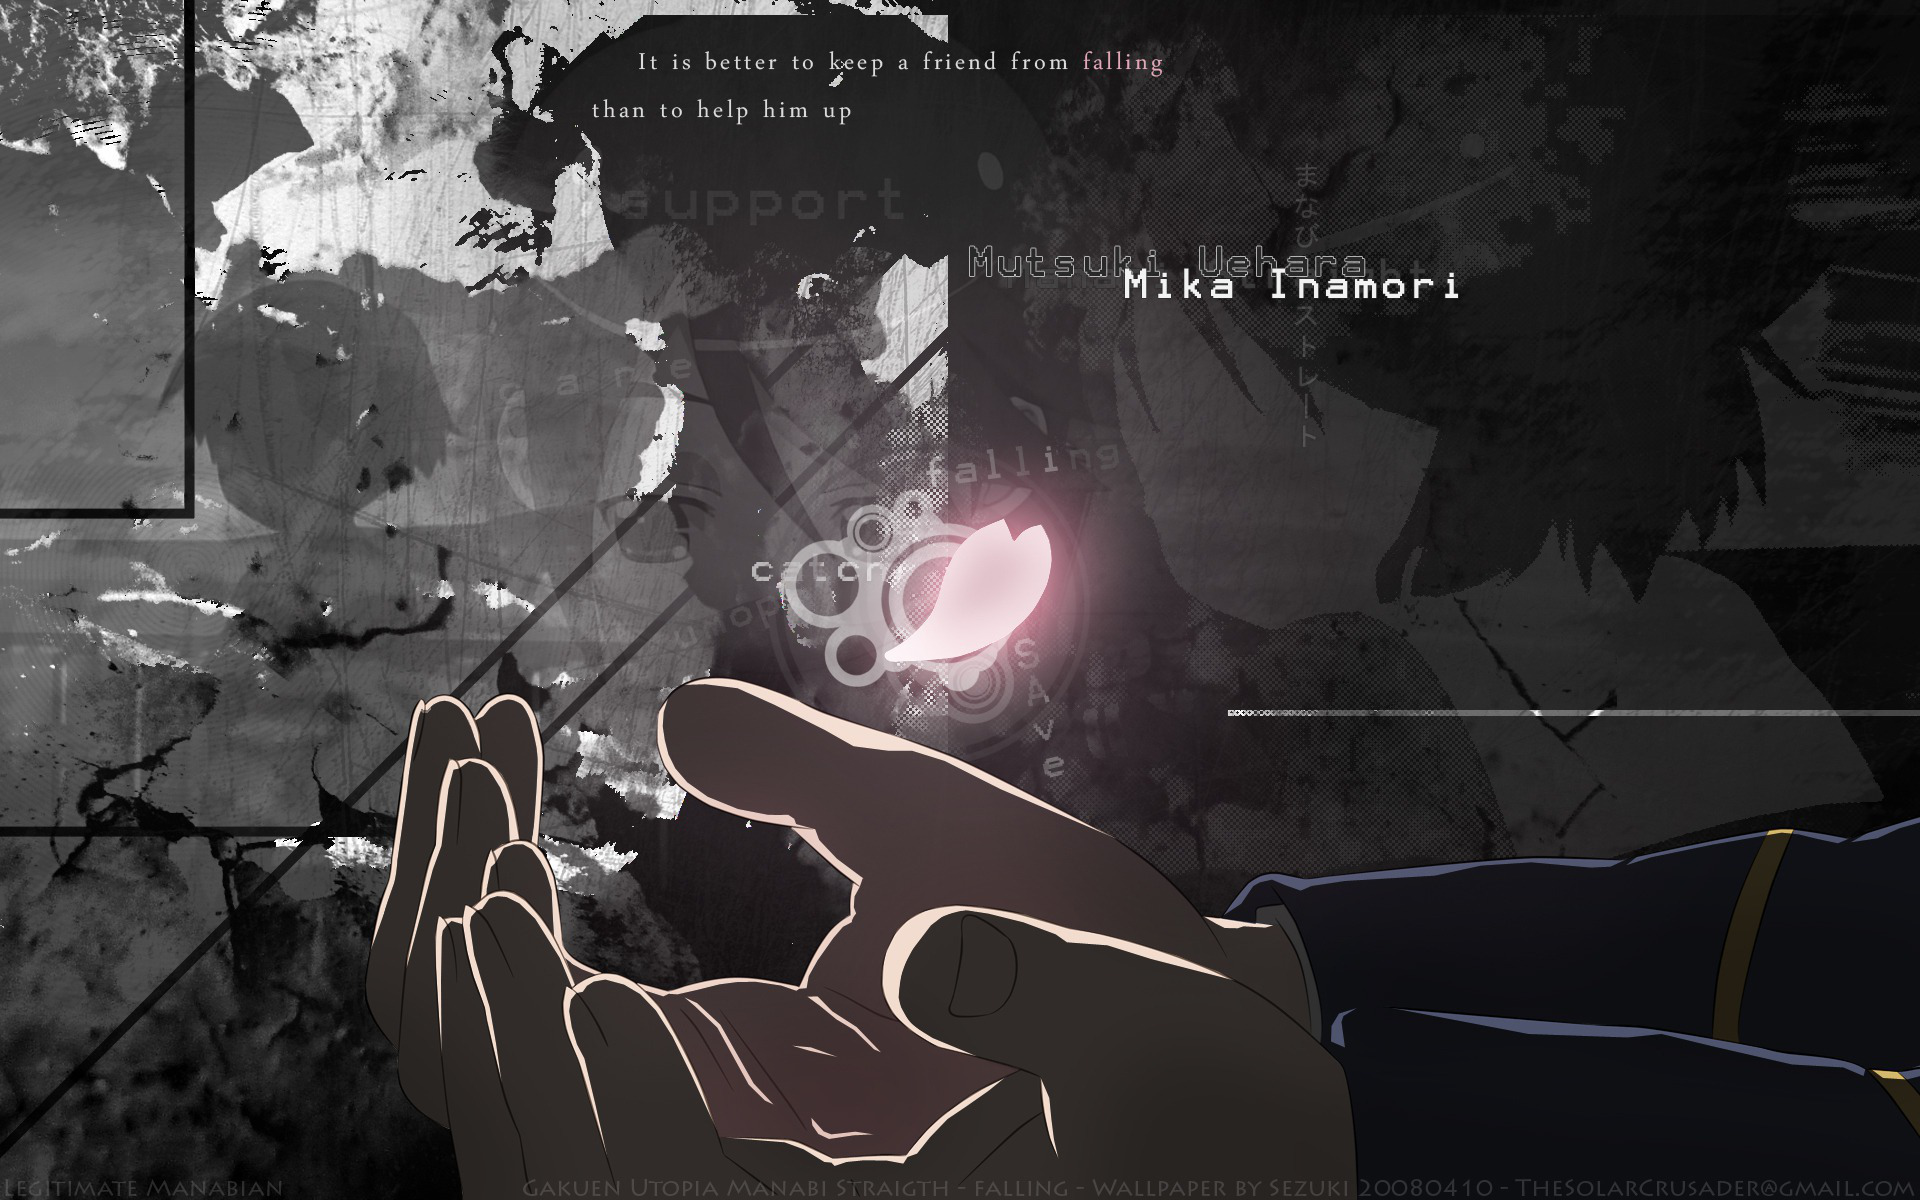 It is better to keep a friend from falling
than to help him up
support
Mutsuki Uehara
Mika Inamori
まなびストレート
falling
catch
utopia
save
LEGITIMATE MANABIAN
GAKUEN UTOPIA MANABI STRAIGTH - FALLING - WALLPAPER BY SEZUKI 20080410 - THESOLARCRUSADER@GMAIL.COM